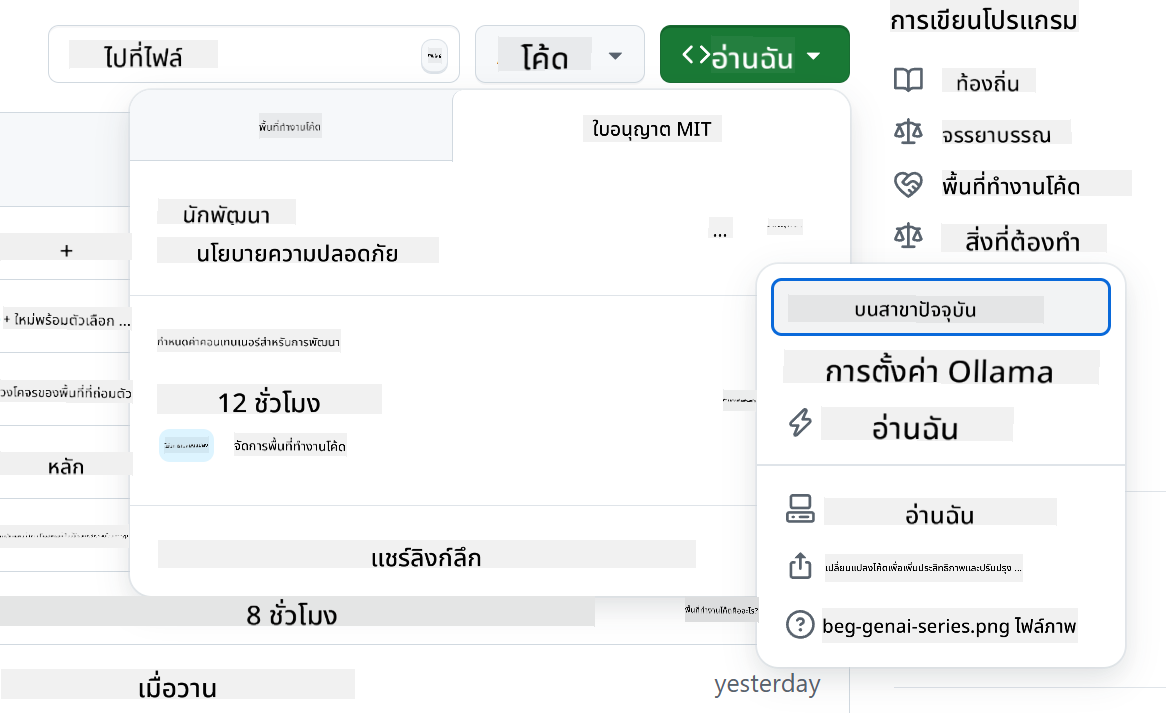 การเขียนโปรแกรม
ไปที่ไฟล์
โค้ด
อ่านฉัน
ท้องถิ่น
พื้นที่ทำงานโค้ด
ใบอนุญาต MIT
จรรยาบรรณ
พื้นที่ทำงานโค้ด
นักพัฒนา
...
นโยบายความปลอดภัย
สิ่งที่ต้องทำ
+
บนสาขาปัจจุบัน
+ ใหม่พร้อมตัวเลือก ...
กำหนดค่าคอนเทนเนอร์สำหรับการพัฒนา
การตั้งค่า Ollama
วงโคจรของพื้นที่ที่ถ่อมตัว
12 ชั่วโมง
อ่านฉัน
จัดการพื้นที่ทำงานโค้ด
หลัก
อ่านฉัน
แชร์ลิงก์ลึก
เปลี่ยนแปลงโค้ดเพื่อเพิ่มประสิทธิภาพและปรับปรุง ...
8 ชั่วโมง
พื้นที่ทำงานโค้ดคืออะไร?
beg-genai-series.png ไฟล์ภาพ
เมื่อวาน
yesterday